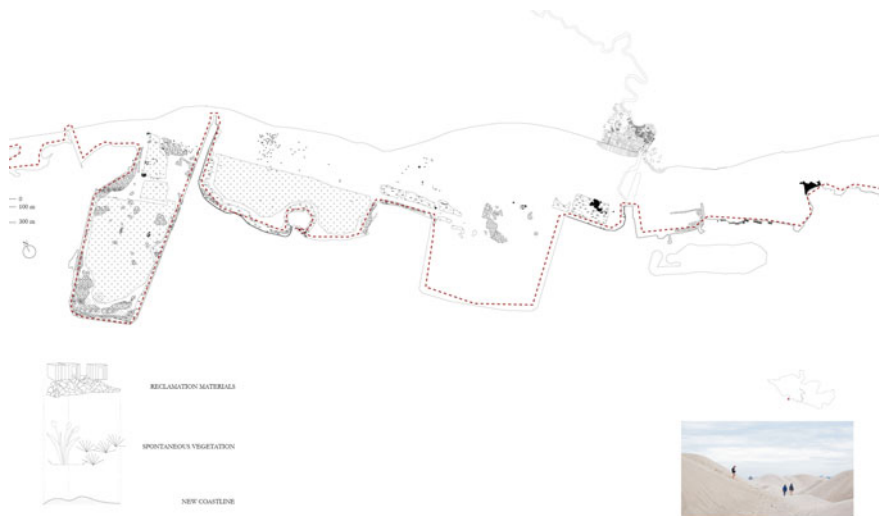 0
100 m
300 m
RECLAMATION MATERIALS
SPONTANEOUS VEGETATION
NEW COASTLINE